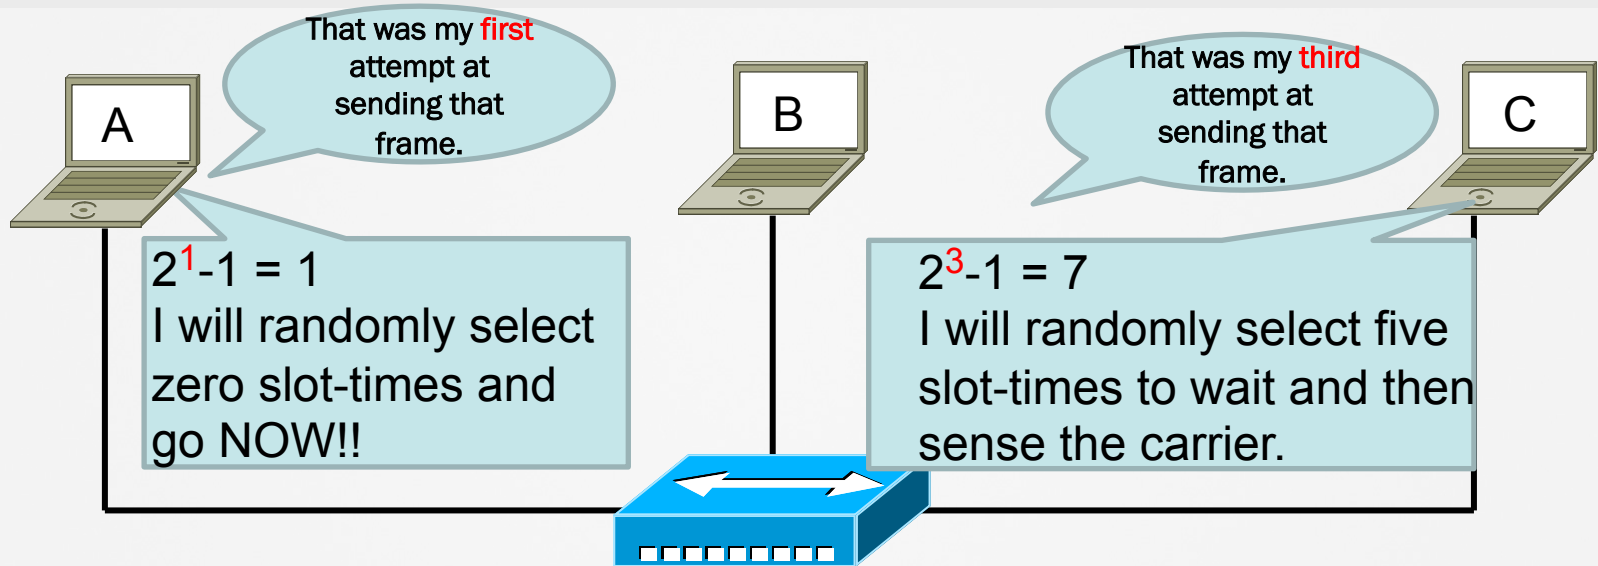 A
That was my first
attempt at
sending that
frame.
B
That was my third
attempt at
sending that
frame.
C
2¹-1 = 1
I will randomly select
zero slot-times and
go NOW!!
2³-1 = 7
I will randomly select five
slot-times to wait and then
sense the carrier.